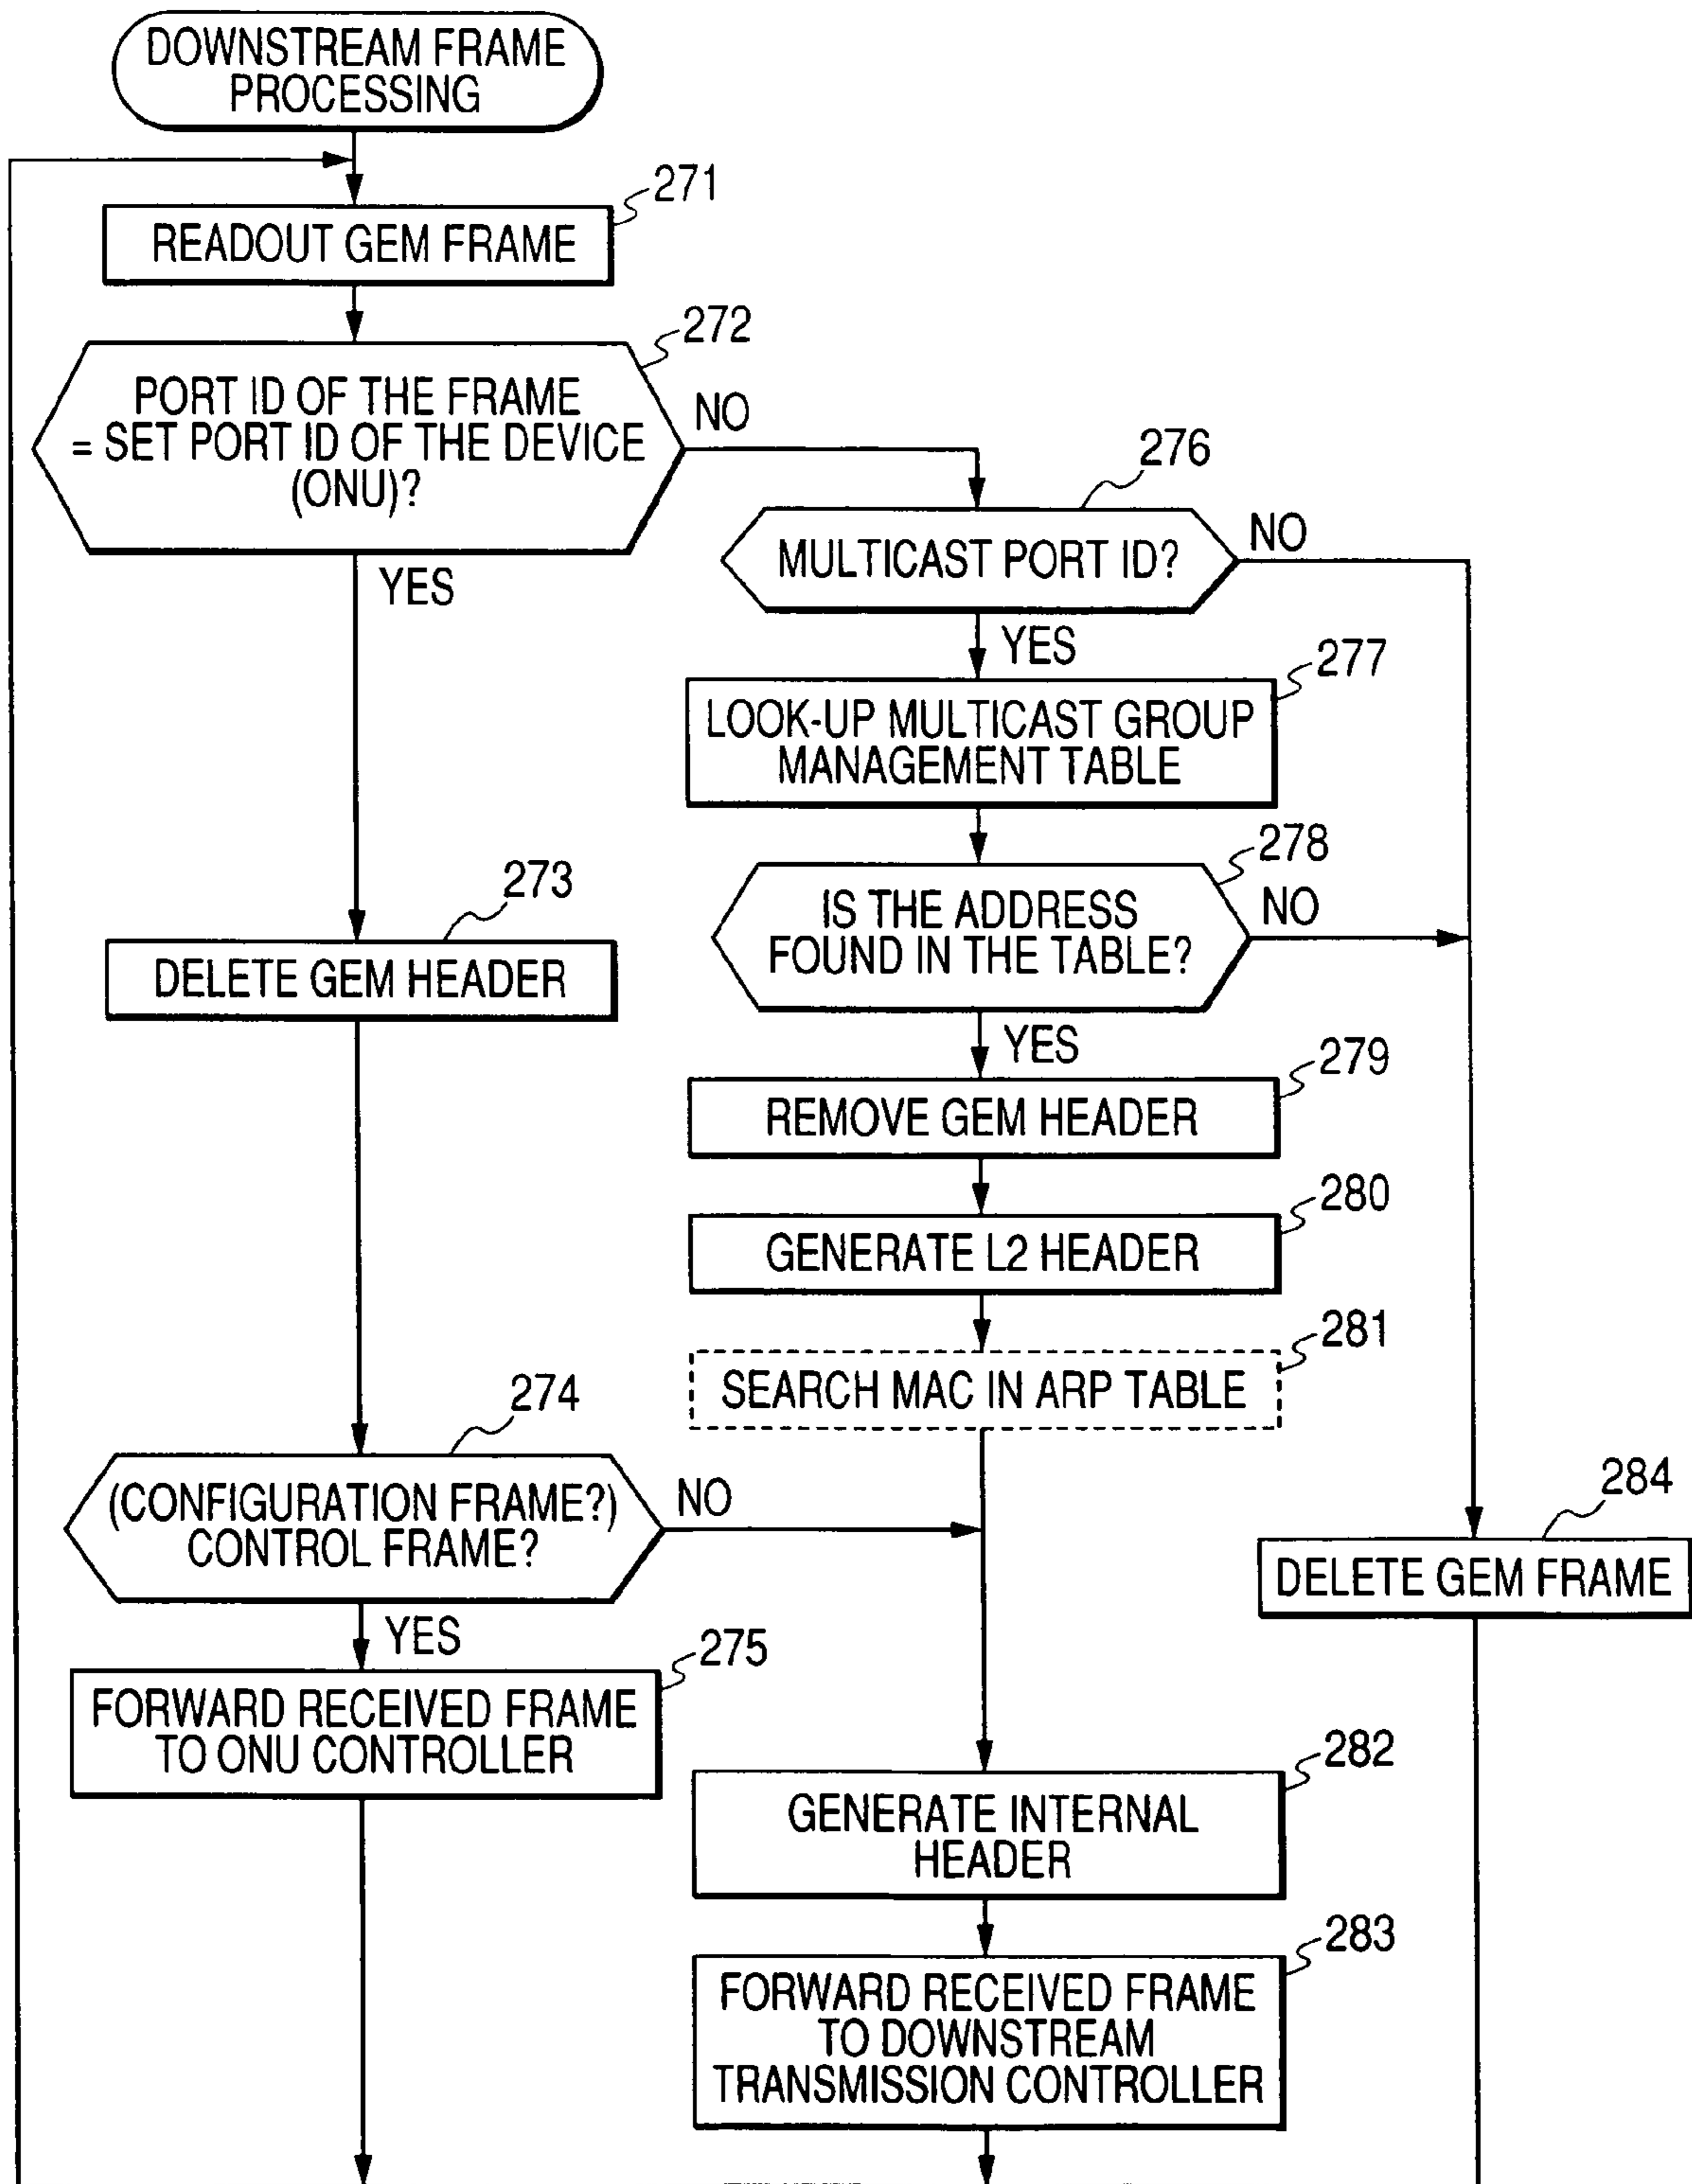 DOWNSTREAM FRAME
PROCESSING
271
READOUT GEM FRAME
272
PORT ID OF THE FRAME
= SET PORT ID OF THE DEVICE
(ONU)?
NO
YES
276
MULTICAST PORT ID?
NO
YES
277
LOOK-UP MULTICAST GROUP
MANAGEMENT TABLE
278
IS THE ADDRESS
FOUND IN THE TABLE?
NO
YES
273
DELETE GEM HEADER
279
REMOVE GEM HEADER
280
GENERATE L2 HEADER
281
SEARCH MAC IN ARP TABLE
274
(CONFIGURATION FRAME?)
CONTROL FRAME?
NO
YES
284
DELETE GEM FRAME
275
FORWARD RECEIVED FRAME
TO ONU CONTROLLER
282
GENERATE INTERNAL
HEADER
283
FORWARD RECEIVED FRAME
TO DOWNSTREAM
TRANSMISSION CONTROLLER